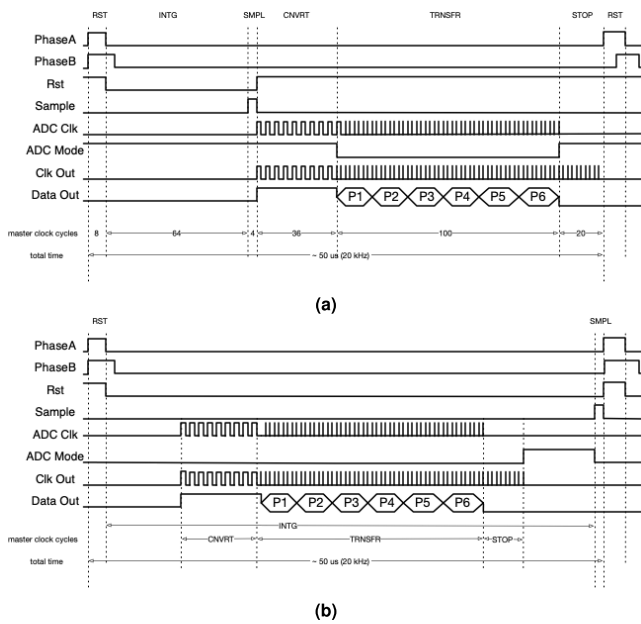 RST INTG SMPL CNVRT TRNSFR STOP RST
PhaseA
PhaseB
Rst
Sample
ADC Clk
ADC Mode
Clk Out
Data Out P1 P2 P3 P4 P5 P6
master clock cycles 8 64 4 36 100 20
total time ~ 50 us (20 kHz)
(a)
RST SMPL
PhaseA
PhaseB
Rst
Sample
ADC Clk
ADC Mode
Clk Out
Data Out P1 P2 P3 P4 P5 P6
INTG
master clock cycles CNVRT TRNSFR STOP
total time ~ 50 us (20 kHz)
(b)